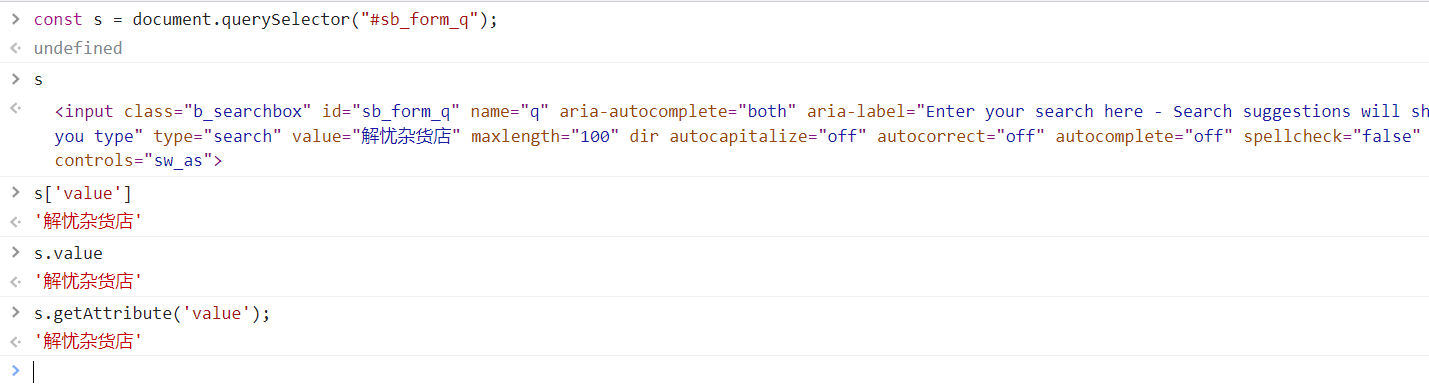 const s = document.querySelector("#sb_form_q");
undefined
s
<input class="b_searchbox" id="sb_form_q" name="q" aria-autocomplete="both" aria-label="Enter your search here - Search suggestions will sh
you type" type="search" value="解忧杂货店" maxlength="100" dir autocapitalize="off" autocorrect="off" autocomplete="off" spellcheck="false"
controls="sw_as">
s['value']
'解忧杂货店'
s.value
'解忧杂货店'
s.getAttribute('value');
'解忧杂货店'